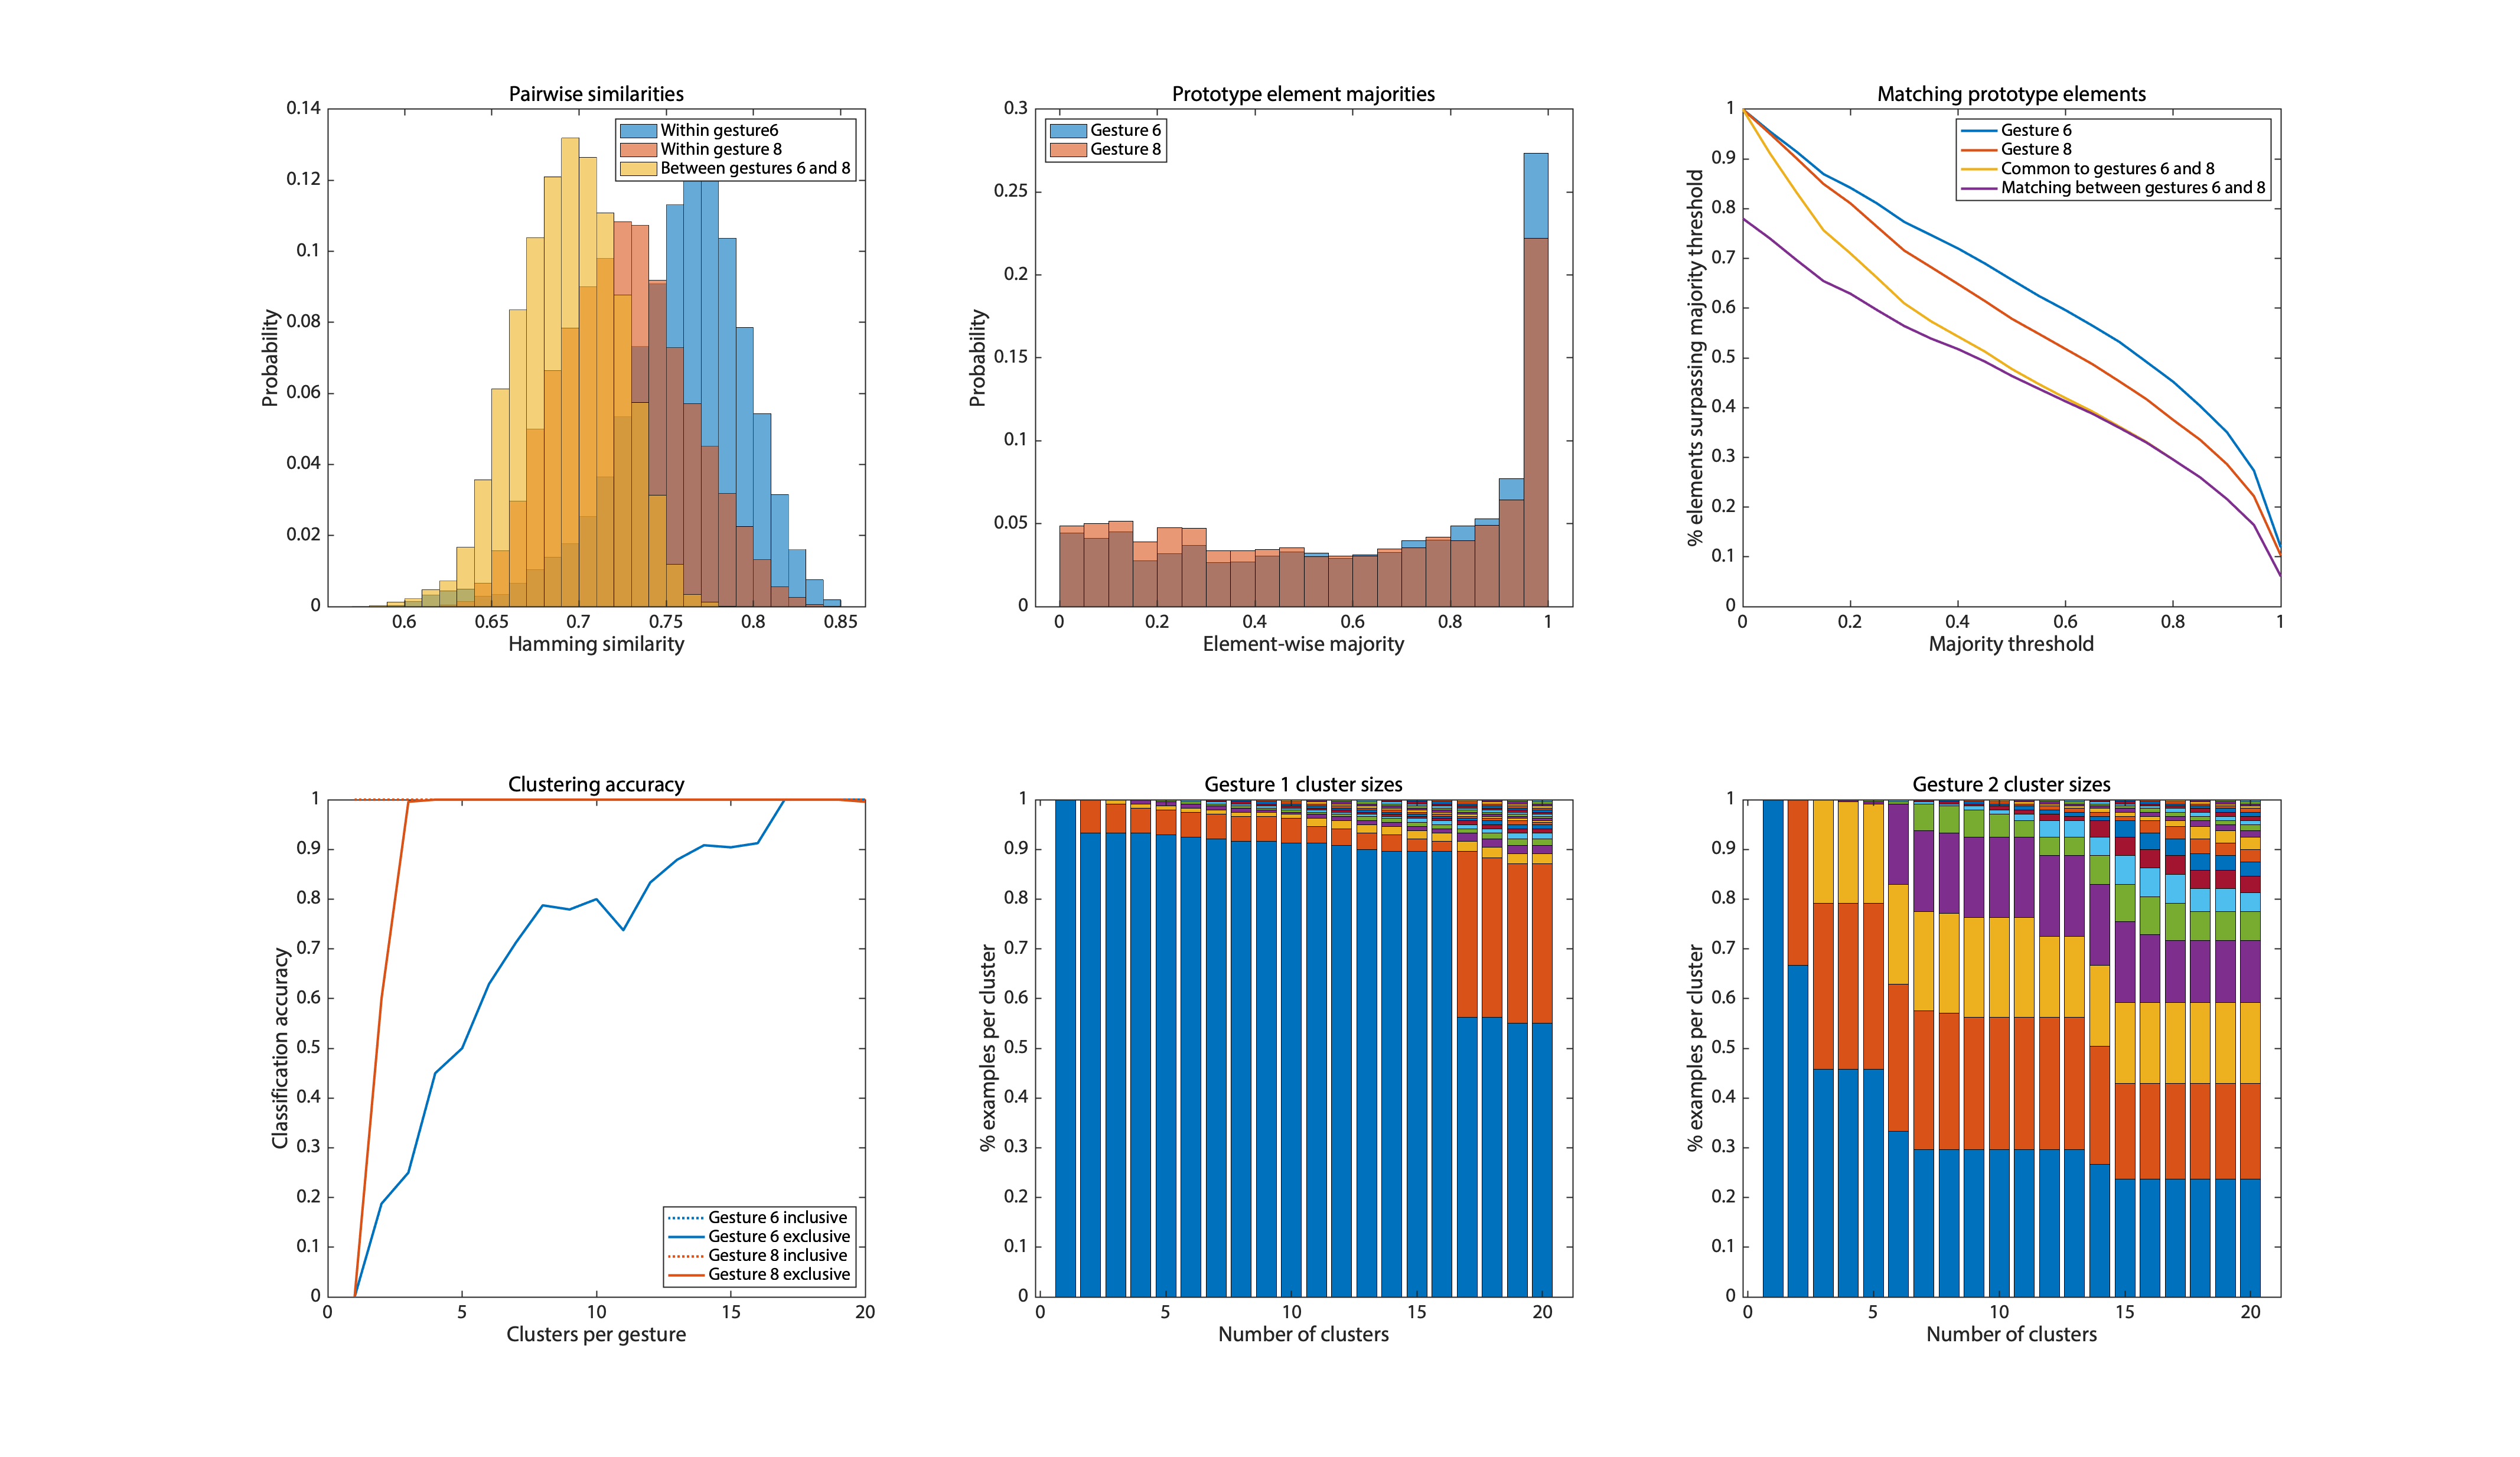 Pairwise similarities
0.14
0.12
0.1
0.08
0.06
0.04
0.02
0
Probability
Within gesture6
Within gesture 8
Between gestures 6 and 8
0.6 0.65 0.7 0.75 0.8 0.85
Hamming similarity
Prototype element majorities
0.3
0.25
0.2
0.15
0.1
0.05
0
Probability
Gesture 6
Gesture 8
0 0.2 0.4 0.6 0.8 1
Element-wise majority
Matching prototype elements
1
0.9
0.8
0.7
0.6
0.5
0.4
0.3
0.2
0.1
0
% elements surpassing majority threshold
Gesture 6
Gesture 8
Common to gestures 6 and 8
Matching between gestures 6 and 8
0 0.2 0.4 0.6 0.8 1
Majority threshold
Clustering accuracy
1
0.9
0.8
0.7
0.6
0.5
0.4
0.3
0.2
0.1
0
Classification accuracy
Gesture 6 inclusive
Gesture 6 exclusive
Gesture 8 inclusive
Gesture 8 exclusive
0 5 10 15 20
Clusters per gesture
Gesture 1 cluster sizes
1
0.9
0.8
0.7
0.6
0.5
0.4
0.3
0.2
0.1
0
% examples per cluster
0 5 10 15 20
Number of clusters
Gesture 2 cluster sizes
1
0.9
0.8
0.7
0.6
0.5
0.4
0.3
0.2
0.1
0
% examples per cluster
0 5 10 15 20
Number of clusters